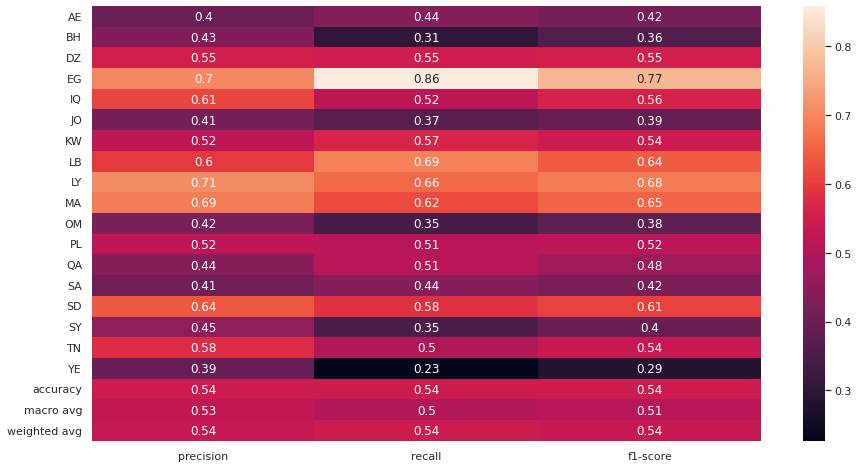 AE 0.4 0.44 0.42
BH 0.43 0.31 0.36
DZ 0.55 0.55 0.55
EG 0.7 0.86 0.77
IQ 0.61 0.52 0.56
JO 0.41 0.37 0.39
KW 0.52 0.57 0.54
LB 0.6 0.69 0.64
LY 0.71 0.66 0.68
MA 0.69 0.62 0.65
OM 0.42 0.35 0.38
PL 0.52 0.51 0.52
QA 0.44 0.51 0.48
SA 0.41 0.44 0.42
SD 0.64 0.58 0.61
SY 0.45 0.35 0.4
TN 0.58 0.5 0.54
YE 0.39 0.23 0.29
accuracy 0.54 0.54 0.54
macro avg 0.53 0.5 0.51
weighted avg 0.54 0.54 0.54
precision recall f1-score
0.8
0.7
0.6
0.5
0.4
0.3